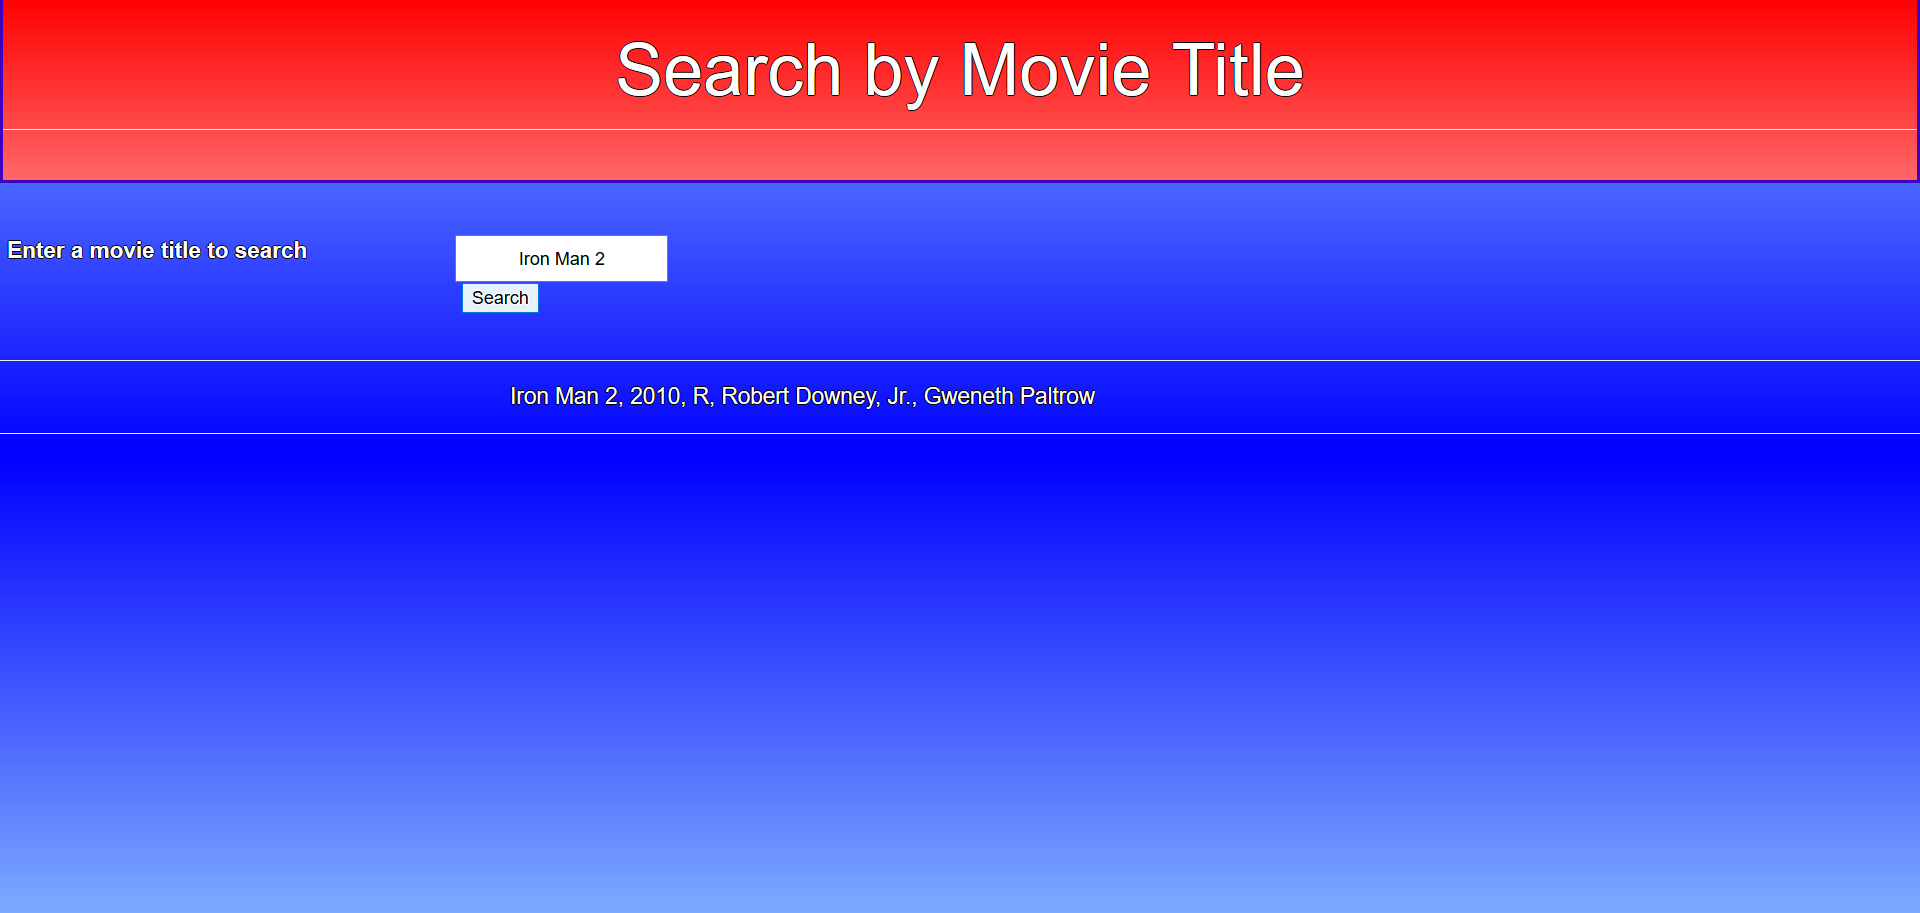 Search by Movie Title
Enter a movie title to search
Iron Man 2
Search
Iron Man 2, 2010, R, Robert Downey, Jr., Gweneth Paltrow